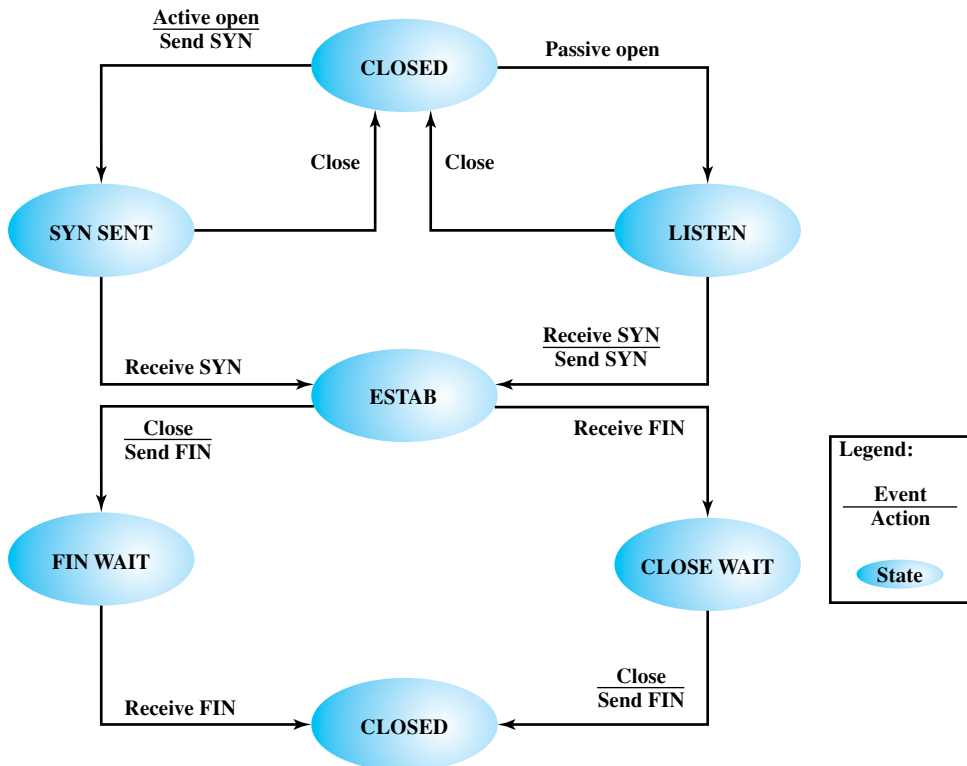 Active open
Send SYN
CLOSED
Passive open
Close
Close
SYN SENT
LISTEN
Receive SYN
Receive SYN
Send SYN
ESTAB
Close
Send FIN
Receive FIN
Legend:
Event
Action
State
FIN WAIT
CLOSE WAIT
Receive FIN
Close
Send FIN
CLOSED